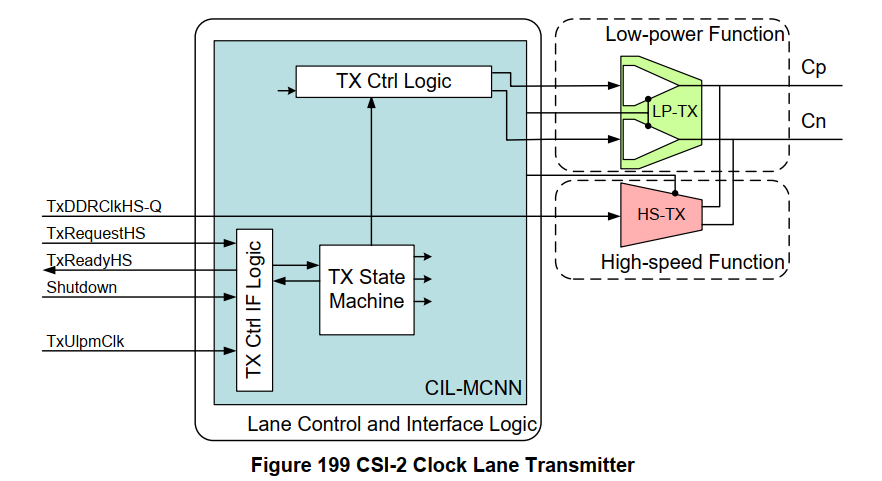 Low-power Function
TX Ctrl Logic
Cp
LP-TX
Cn
TxDDRClkHS-Q
HS-TX
TxRequestHS
TxReadyHS
High-speed Function
Shutdown
TX Ctrl IF Logic
TX State
Machine
TxUlpmClk
CIL-MCNN
Lane Control and Interface Logic
Figure 199 CSI-2 Clock Lane Transmitter